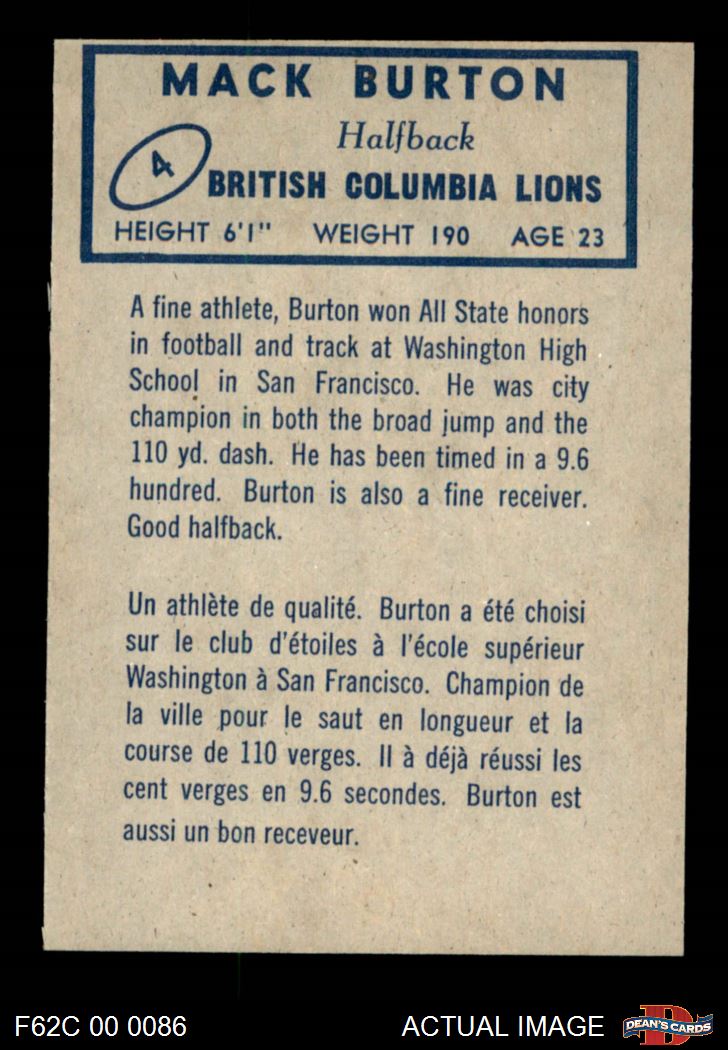 MACK BURTON
Halfback
4
BRITISH COLUMBIA LIONS
HEIGHT 6'1" WEIGHT 190 AGE 23
A fine athlete, Burton won All State honors
in football and track at Washington High
School in San Francisco. He was city
champion in both the broad jump and the
110 yd. dash. He has been timed in a 9.6
hundred. Burton is also a fine receiver.
Good halfback.
Un athlète de qualité. Burton a été choisi
sur le club d'étoiles à l'école supérieur
Washington à San Francisco. Champion de
la ville pour le saut en longueur et la
course de 110 verges. Il à déjà réussi les
cent verges en 9.6 secondes. Burton est
aussi un bon receveur.
F62C 00 0086
ACTUAL IMAGE
D
DEAN'S CARDS